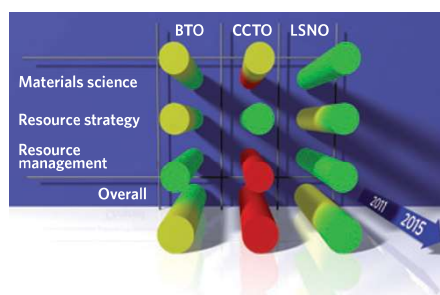 BTO CCTO LSNO
Materials science
Resource strategy
Resource
management
Overall
2011 2015